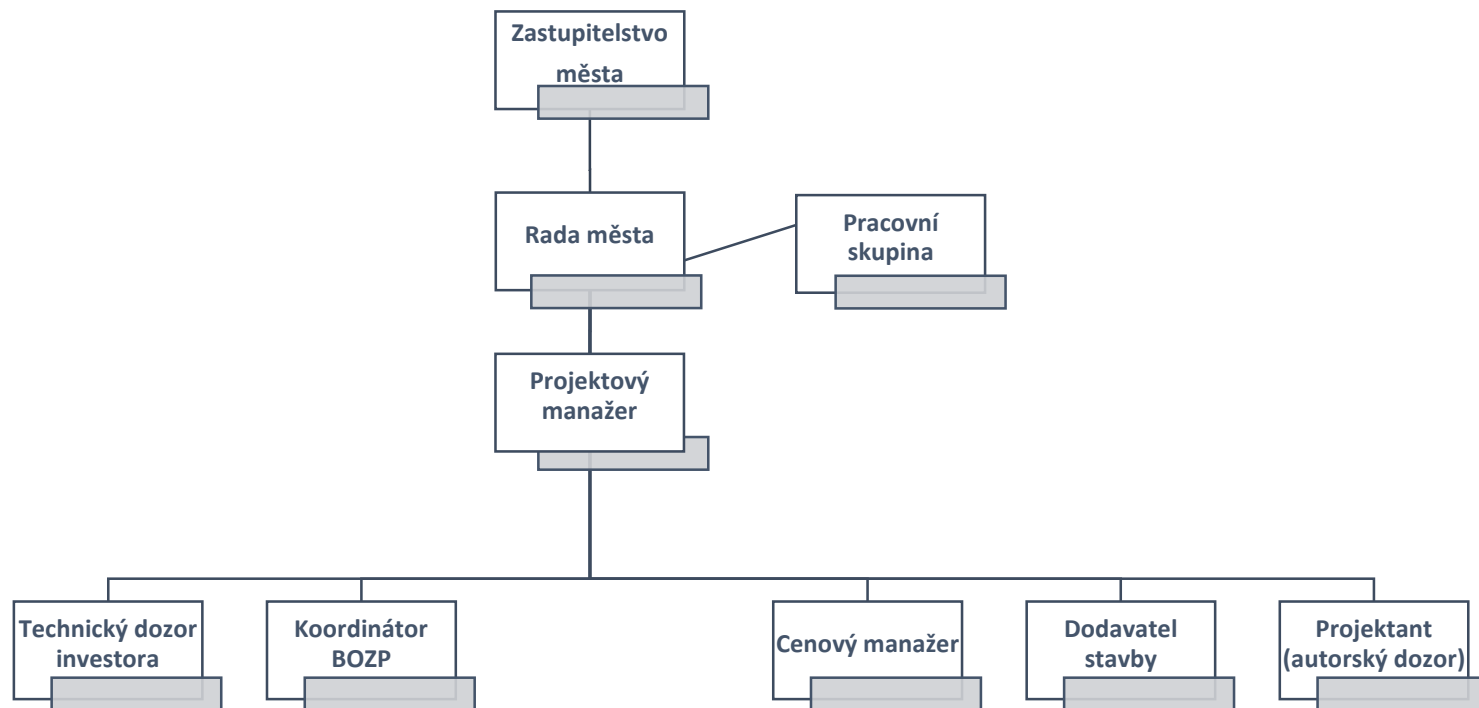 Zastupitelstvo
města
Rada města
Pracovní
skupina
Projektový
manažer
Technický dozor
investora
Koordinátor
BOZP
Cenový manažer
Dodavatel
stavby
Projektant
(autorský dozor)